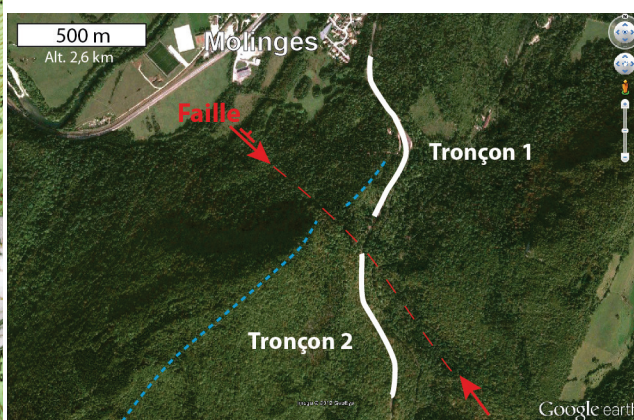 500 m
Alt. 2,6 km
Molinges
Faille
Tronçon 1
Tronçon 2
Google earth